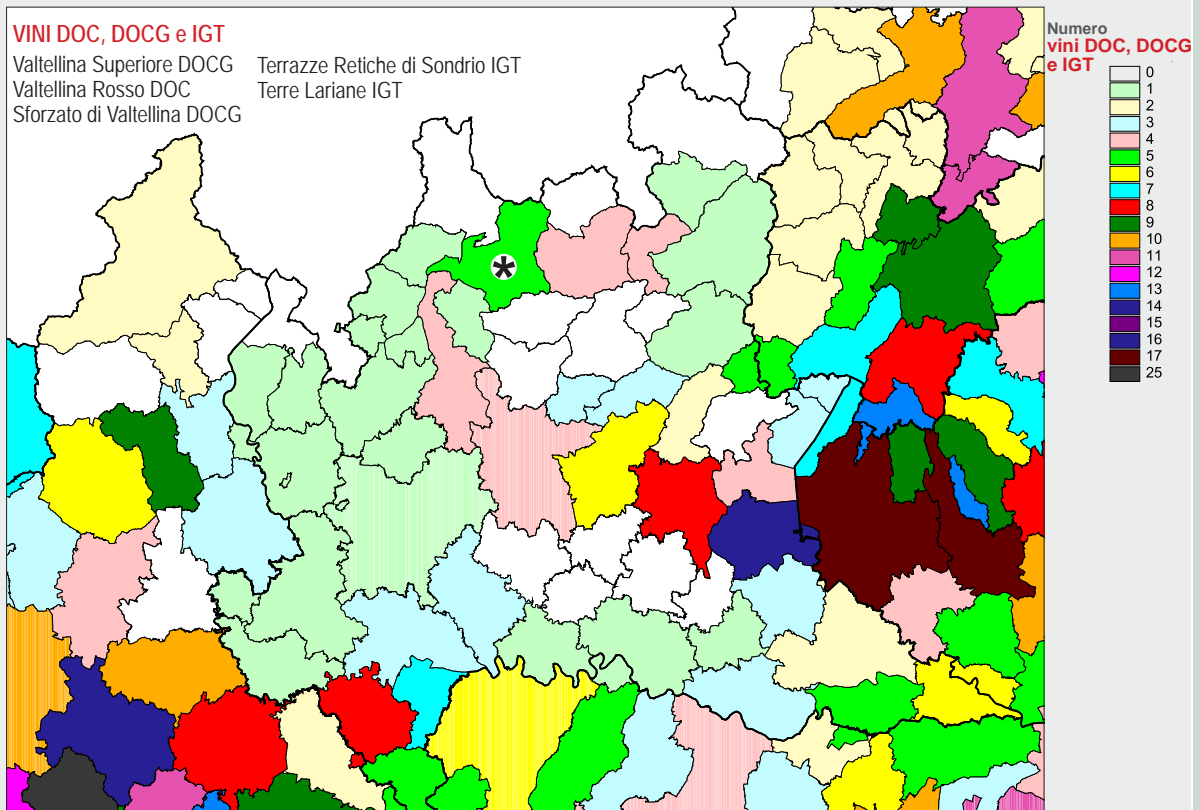 VINI DOC, DOCG e IGT
Valtellina Superiore DOCG
Valtellina Rosso DOC
Sforzato di Valtellina DOCG
Terrazze Retiche di Sondrio IGT
Terre Lariane IGT
*
Numero
vini DOC, DOCG
e IGT
0
1
2
3
4
5
6
7
8
9
10
11
12
13
14
15
16
17
25